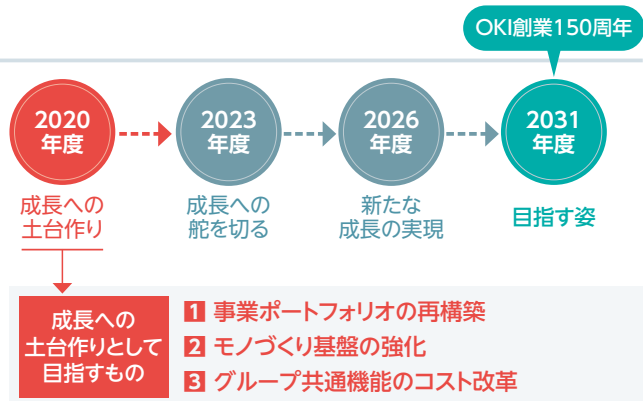 OKI創業150周年
2020
年度
2023
年度
2026
年度
2031
年度
成長への
土台作り
成長への
舵を切る
新たな
成長の実現
目指す姿
成長への
土台作りとして
目指すもの
1 事業ポートフォリオの再構築
2 モノづくり基盤の強化
3 グループ共通機能のコスト改革